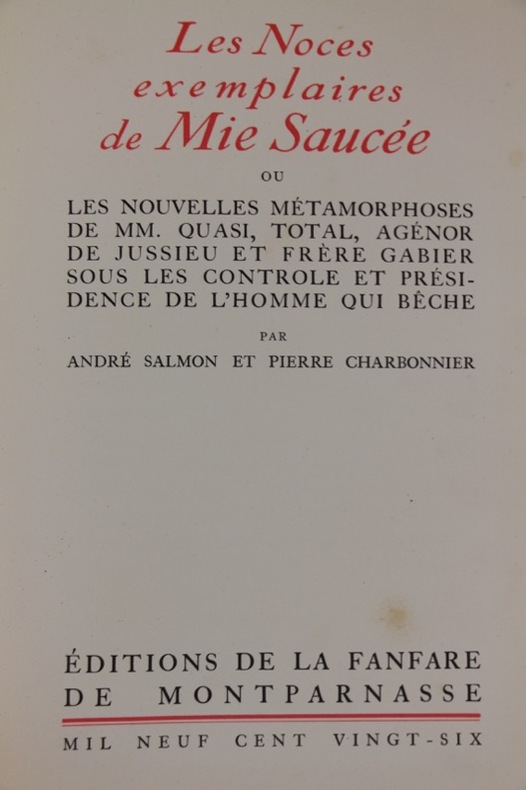 Les Noces
exemplaires
de Mie Saucée
OU
LES NOUVELLES MÉTAMORPHOSES
DE MM. QUASI, TOTAL, AGÉNOR
DE JUSSIEU ET FRÈRE GABIER
SOUS LES CONTROLE ET PRÉSI-
DENCE DE L'HOMME QUI BÊCHE
PAR
ANDRÉ SALMON ET PIERRE CHARBONNIER
ÉDITIONS DE LA FANFARE
DE MONTPARNASSE
MIL NEUF CENT VINGT-SIX